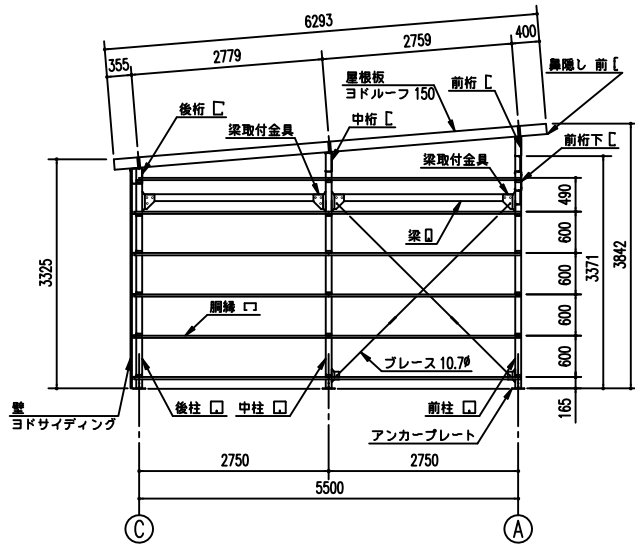 6293
355
2779
2759
400
鼻隠し 前
屋根板
ヨドルーフ 150
前桁
後桁
中桁
梁取付金具
梁取付金具
前桁下
梁
490
600
600
600
600
165
3325
3371
3842
胴縁
ブレース 10.7φ
壁
ヨドサイディング
後柱
中柱
前柱
アンカープレート
2750
2750
5500
C
A